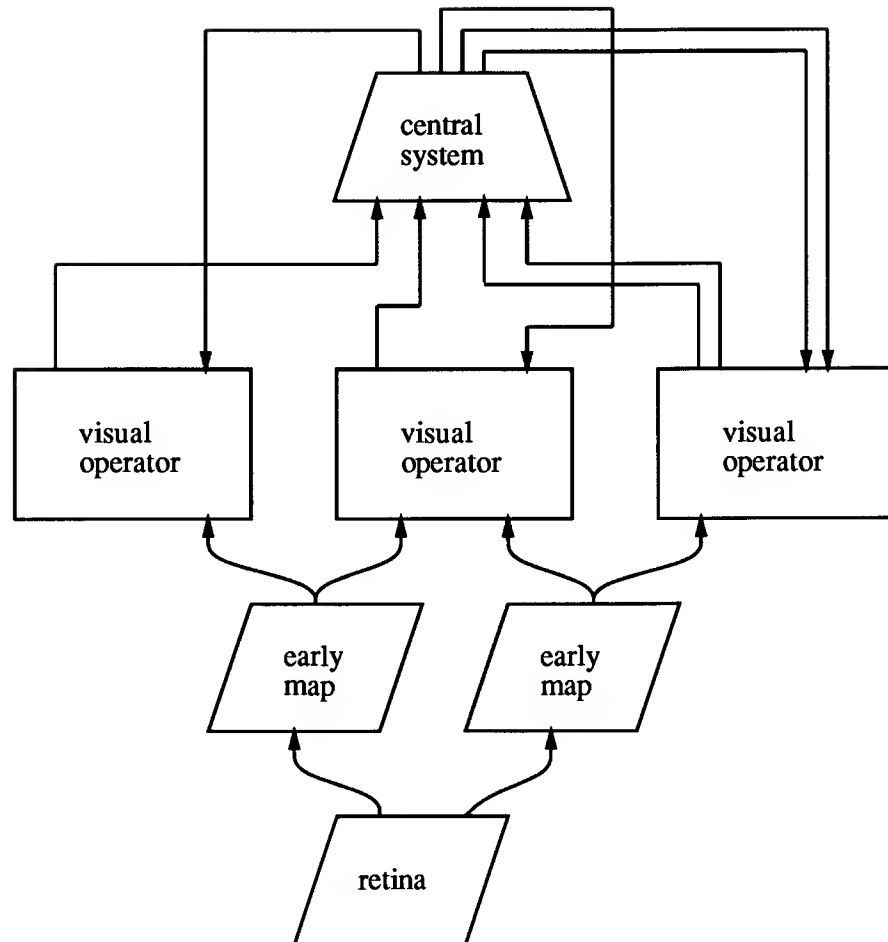 central
system
visual
operator
visual
operator
visual
operator
early
map
early
map
retina